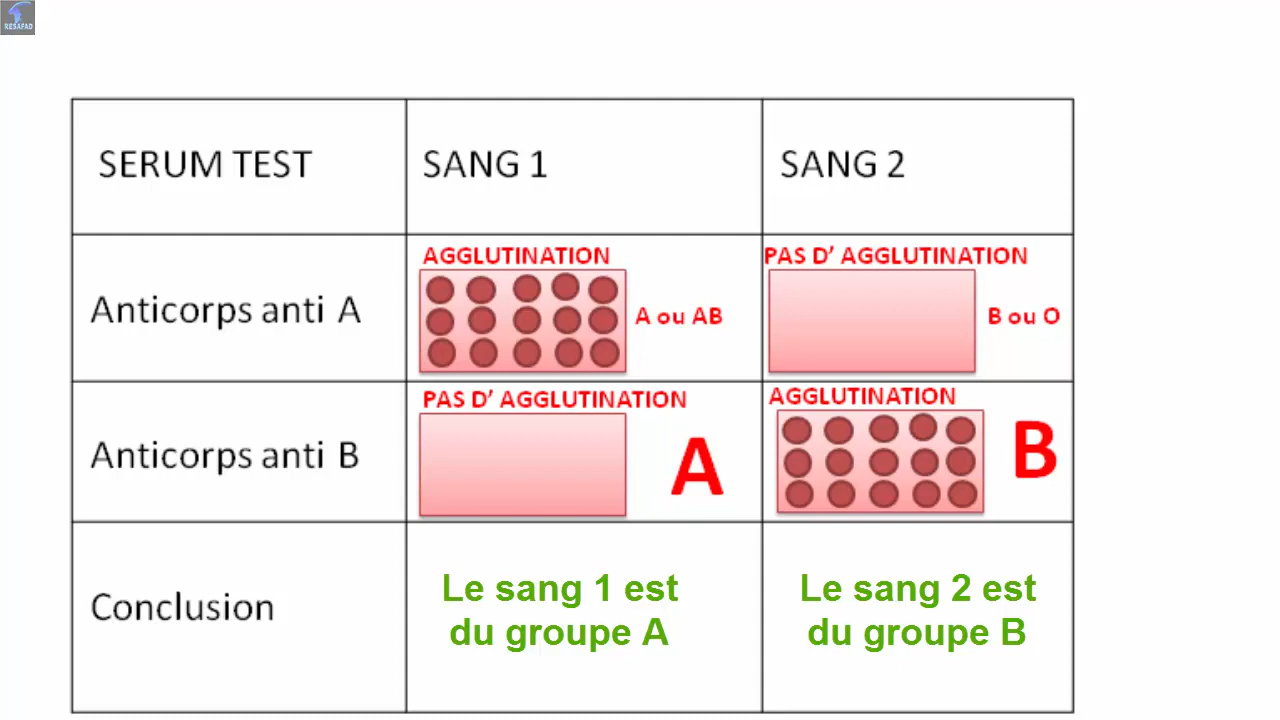 RESAFAD
SERUM TEST
SANG 1
SANG 2
Anticorps anti A
AGGLUTINATION
A ou AB
PAS D’ AGGLUTINATION
B ou O
Anticorps anti B
PAS D’ AGGLUTINATION
A
AGGLUTINATION
B
Conclusion
Le sang 1 est
du groupe A
Le sang 2 est
du groupe B